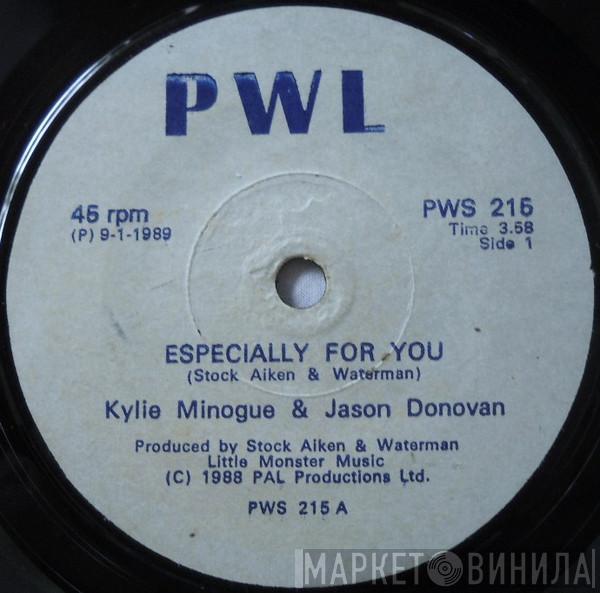 PWL
45 rpm
(P) 9-1-1989
PWS 215
Time 3.58
Side 1
ESPECIALLY FOR YOU
(Stock Aiken & Waterman)
Kylie Minogue & Jason Donovan
Produced by Stock Aiken & Waterman
Little Monster Music
(C) 1988 PAL Productions Ltd.
PWS 215 A
МАРКЕТ ВИНИЛА